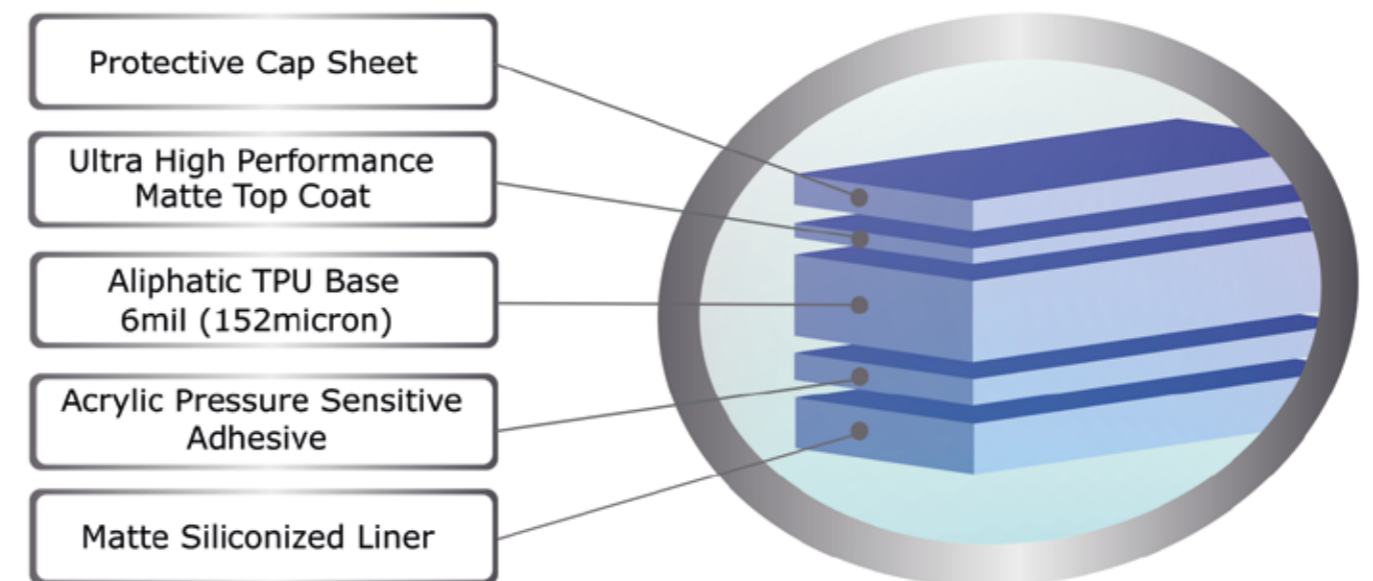 Protective Cap Sheet
Ultra High Performance
Matte Top Coat
Aliphatic TPU Base
6mil (152micron)
Acrylic Pressure Sensitive
Adhesive
Matte Siliconized Liner